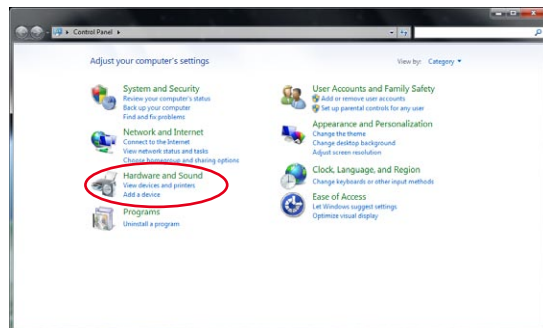 Control Panel
Adjust your computer's settings
View by: Category
System and Security
Review your computer's status
Back up your computer
Find and fix problems
Network and Internet
Connect to the Internet
View network status and tasks
Choose homegroup and sharing options
Hardware and Sound
View devices and printers
Add a device
Programs
Uninstall a program
User Accounts and Family Safety
Add or remove user accounts
Set up parental controls for any user
Appearance and Personalization
Change the theme
Change desktop background
Adjust screen resolution
Clock, Language, and Region
Change keyboards or other input methods
Ease of Access
Let Windows suggest settings
Optimize visual display